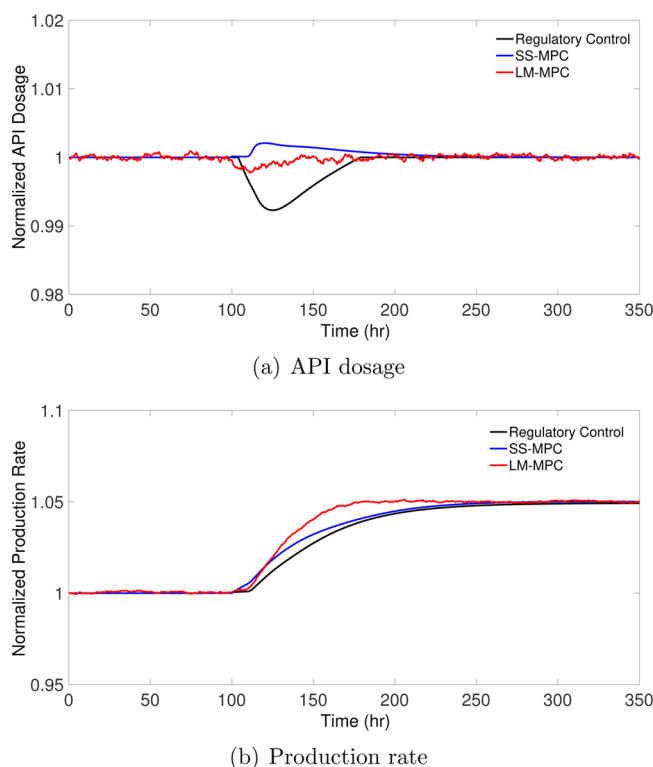 1.02
Regulatory Control
SS-MPC
LM-MPC
1.01
1
0.99
0.98
Normalized API Dosage
0 50 100 150 200 250 300 350
Time (hr)
(a) API dosage
1.1
Regulatory Control
SS-MPC
LM-MPC
1.05
1
0.95
Normalized Production Rate
0 50 100 150 200 250 300 350
Time (hr)
(b) Production rate